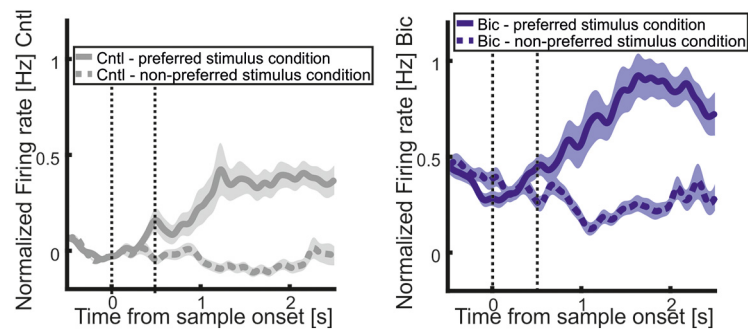 Normalized Firing rate [Hz] Cntl
1
0.5
0
Cntl - preferred stimulus condition
Cntl - non-preferred stimulus condition
0
1
2
Time from sample onset [s]
Normalized Firing rate [Hz] Bic
1
0.5
0
Bic - preferred stimulus condition
Bic - non-preferred stimulus condition
0
1
2
Time from sample onset [s]